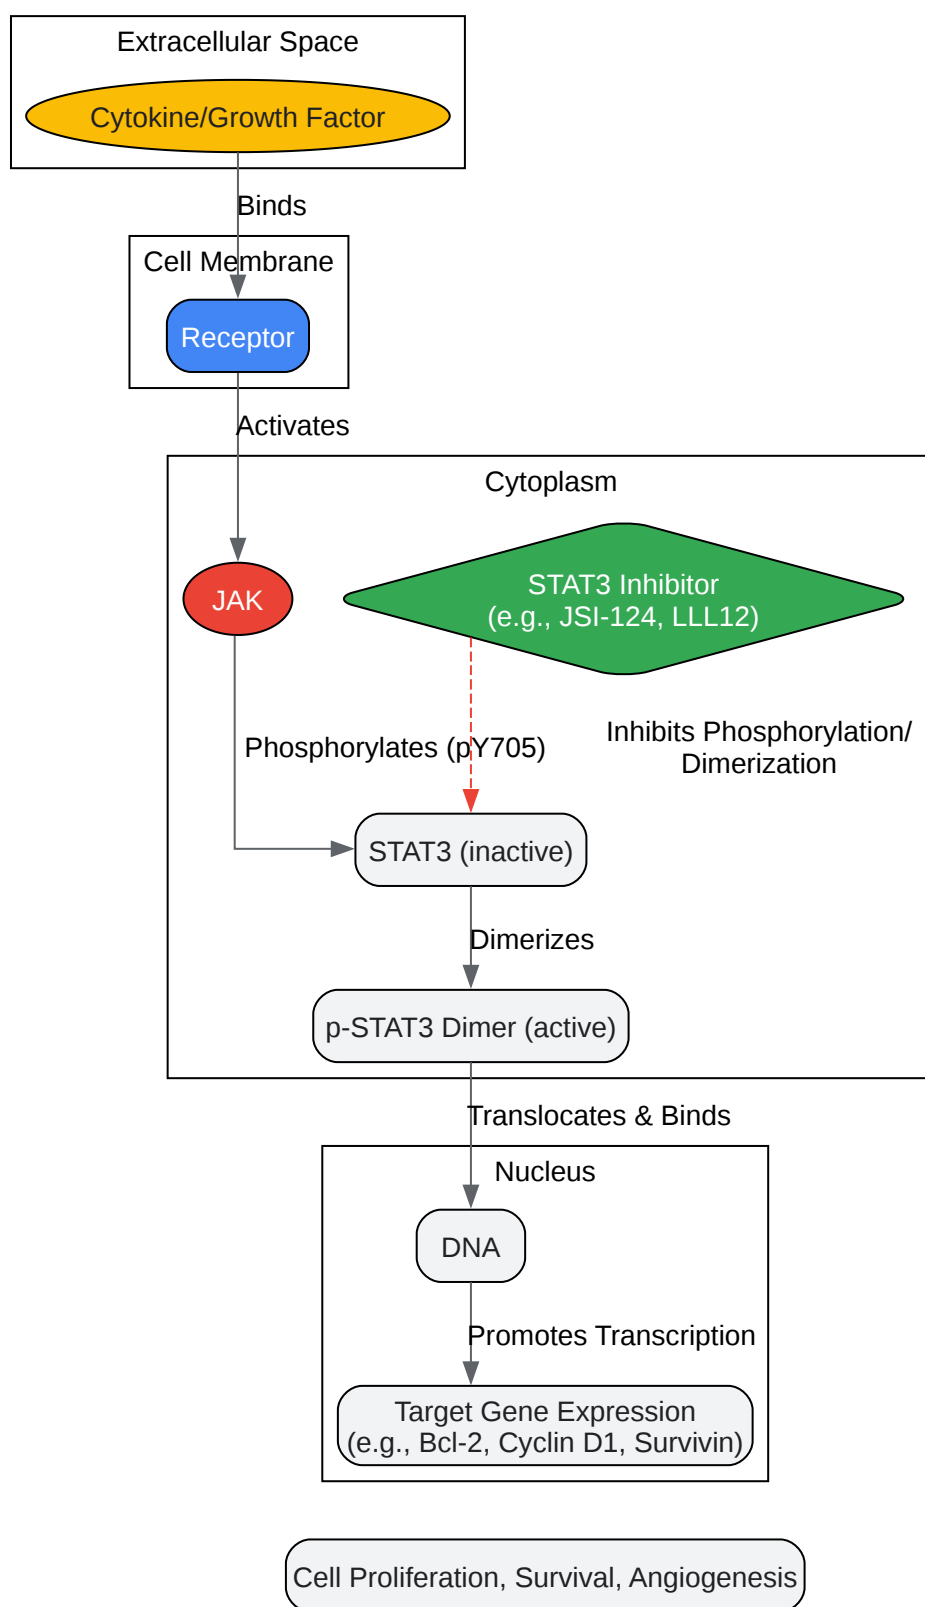 Extracellular Space
Cytokine/Growth Factor
Binds
Cell Membrane
Receptor
Activates
Cytoplasm
JAK
STAT3 Inhibitor
(e.g., JSI-124, LLL12)
Phosphorylates (pY705)
Inhibits Phosphorylation/
Dimerization
STAT3 (inactive)
Dimerizes
p-STAT3 Dimer (active)
Translocates & Binds
Nucleus
DNA
Promotes Transcription
Target Gene Expression
(e.g., Bcl-2, Cyclin D1, Survivin)
Cell Proliferation, Survival, Angiogenesis